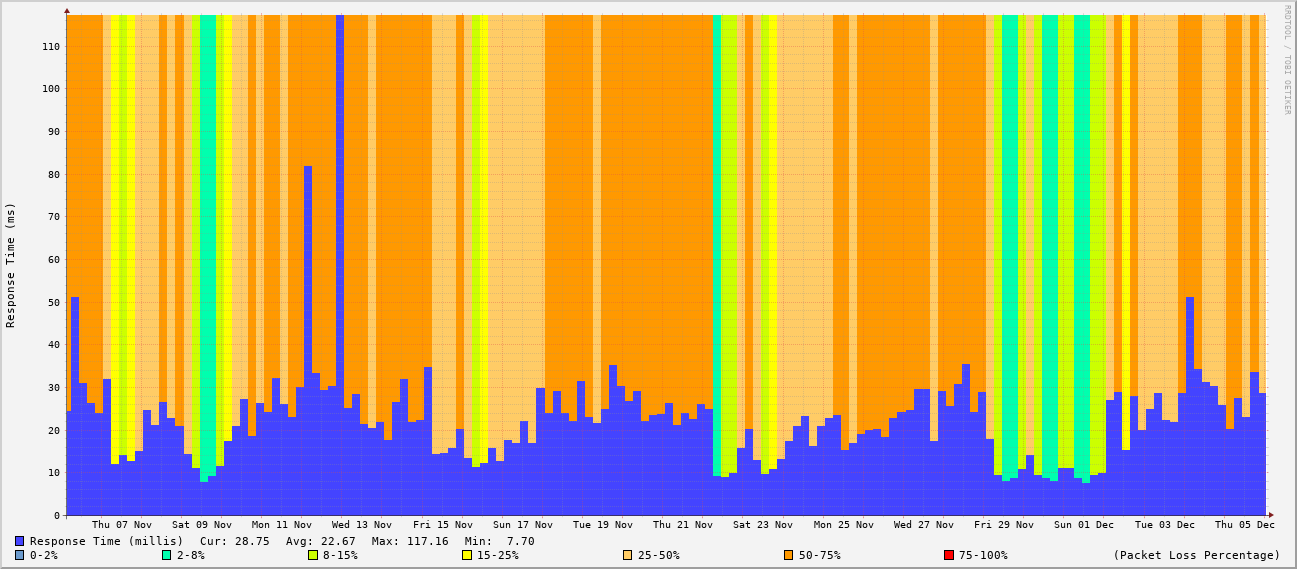 RRDTOOL / TOBI OETIKER
Response Time (ms)
110
100
90
80
70
60
50
40
30
20
10
0
Thu 07 Nov Sat 09 Nov Mon 11 Nov Wed 13 Nov Fri 15 Nov Sun 17 Nov Tue 19 Nov Thu 21 Nov Sat 23 Nov Mon 25 Nov Wed 27 Nov Fri 29 Nov Sun 01 Dec Tue 03 Dec Thu 05 Dec
Response Time (millis) Cur: 28.75 Avg: 22.67 Max: 117.16 Min: 7.70
0-2% 2-8% 8-15% 15-25% 25-50% 50-75% 75-100% (Packet Loss Percentage)